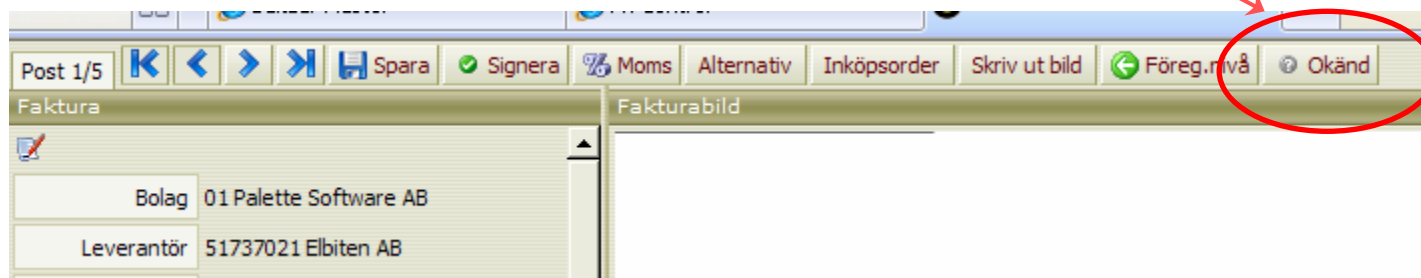 Post 1/5 Spara Signera % Moms Alternativ Inköpsorder Skriv ut bild Föreg.nivå Okänd
Faktura Fakturabild
Bolag 01 Palette Software AB
Leverantör 51737021 Elbiten AB